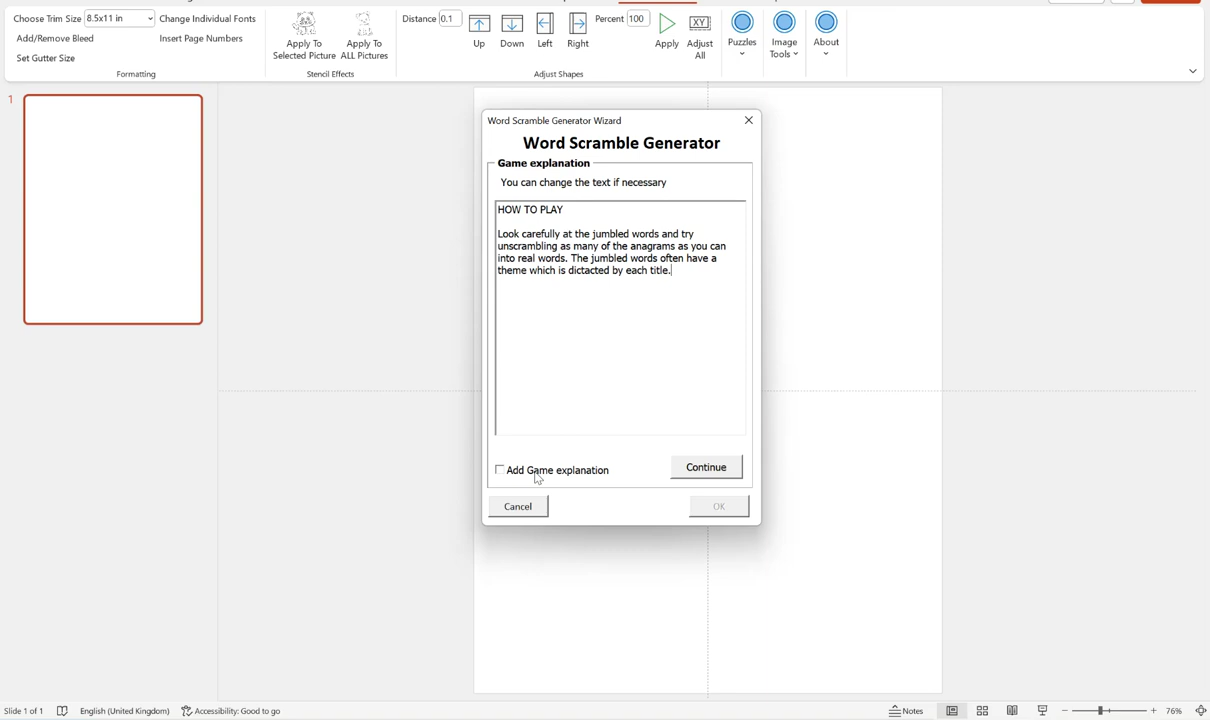 Choose Trim Size 8.5x11 in Change Individual Fonts
Add/Remove Bleed Insert Page Numbers
Set Gutter Size
Formatting
Apply To
Selected Picture
Apply To
ALL Pictures
Stencil Effects
Distance 0.1
Up
Down
Left
Right
Percent 100
Apply
XY
Adjust
All
Adjust Shapes
Puzzles
Image
Tools
About
1
Word Scramble Generator Wizard
Word Scramble Generator
Game explanation
You can change the text if necessary
HOW TO PLAY
Look carefully at the jumbled words and try
unscrambling as many of the anagrams as you can
into real words. The jumbled words often have a
theme which is dictacted by each title.
Add Game explanation
Continue
Cancel
OK
Slide 1 of 1 English (United Kingdom) Accessibility: Good to go Notes 76%